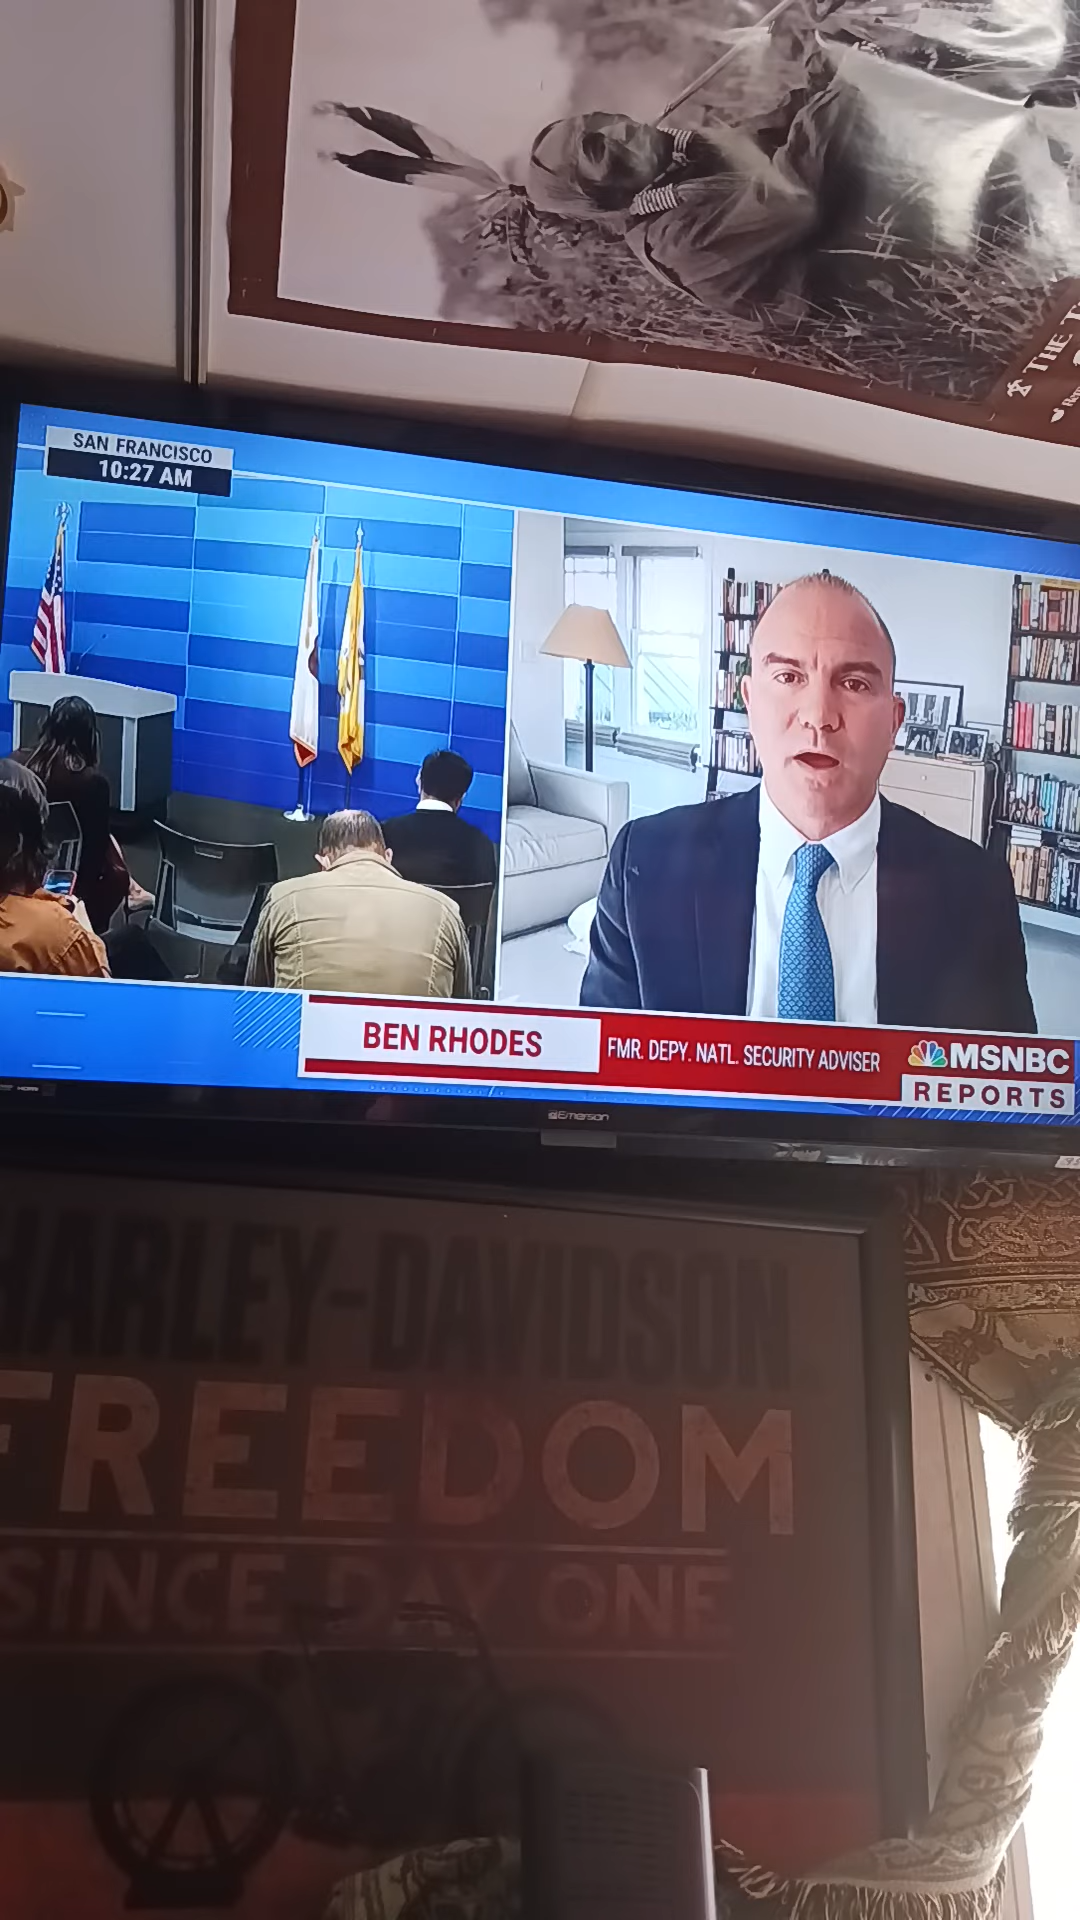 THE
SAN FRANCISCO
10:27 AM
BEN RHODES
FMR. DEPY. NATL. SECURITY ADVISER
MSNBC
REPORTS
Emerson
HARLEY-DAVIDSON
FREEDOM
SINCE DAY ONE